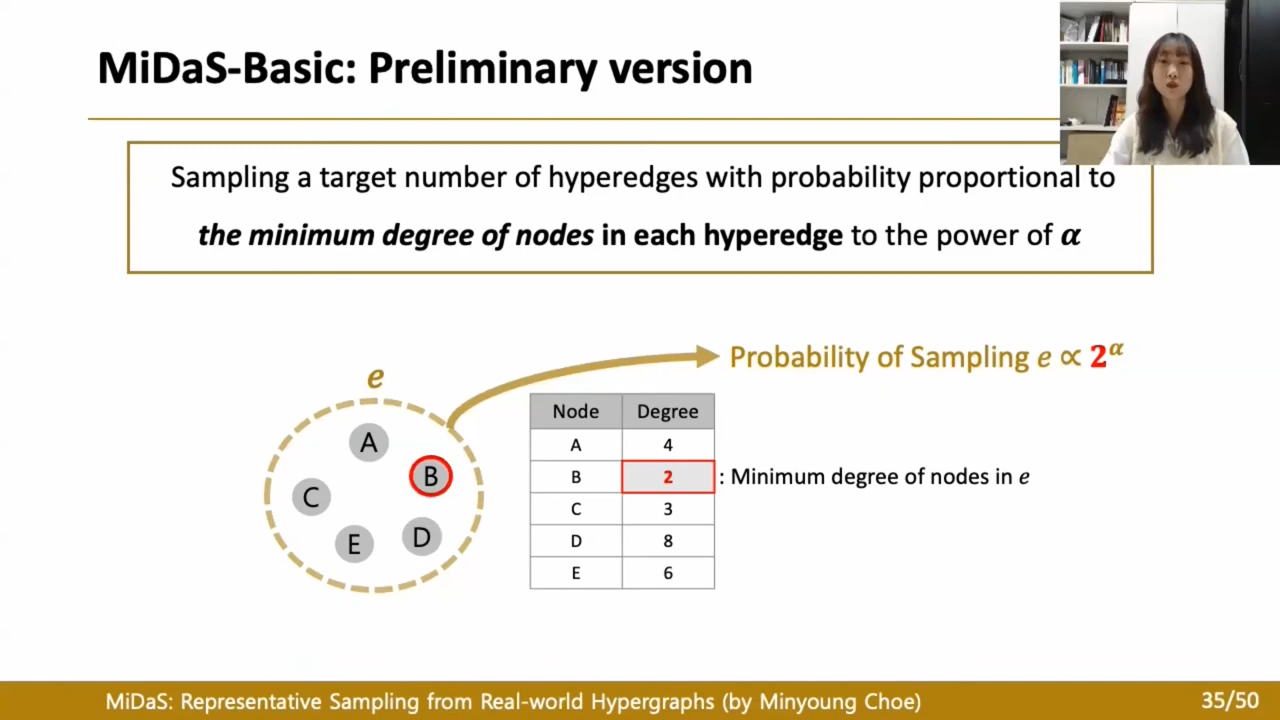 MiDaS-Basic: Preliminary version
Sampling a target number of hyperedges with probability proportional to
the minimum degree of nodes in each hyperedge to the power of α
Probability of Sampling e ∝ 2^α
e
A
B
C
D
E
Node Degree
A 4
B 2 : Minimum degree of nodes in e
C 3
D 8
E 6
MiDaS: Representative Sampling from Real-world Hypergraphs (by Minyoung Choe) 35/50